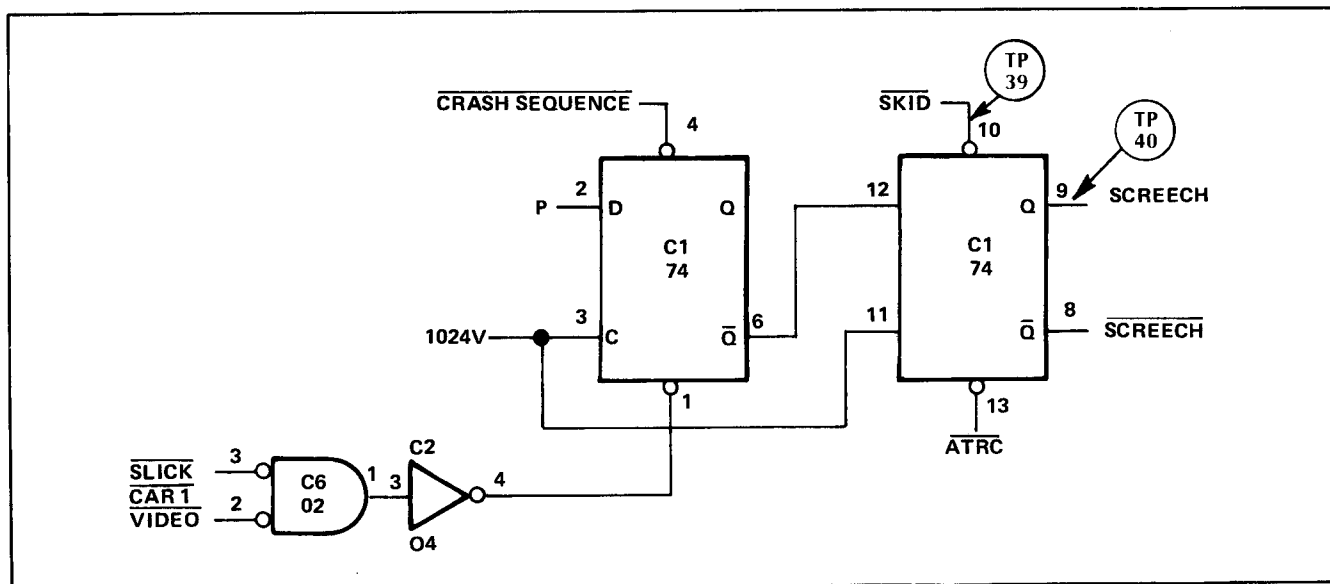 TP
39
CRASH SEQUENCE
SKID
4
10
TP
40
2
P
D
Q
12
Q
9
SCREECH
C1
74
C1
74
3
1024V
C
Q
6
11
Q
8
SCREECH
1
13
ATRC
C2
SLICK
3
CAR 1
VIDEO
2
C6
02
1
3
4
04